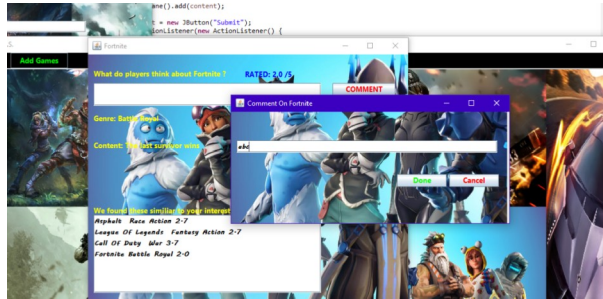 ane().add(content);
t = new JButton("Submit");
ionListener(new ActionListener() {
Add Games
Fortnite
What do players think about Fortnite ?
RATED: 2.0 /5
COMMENT
Comment On Fortnite
Genre: Battle Royal
abc
Content: The last survivor wins
Done
Cancel
We found these similiar to your interest
Asphalt Race Action 2-7
League Of Legends Fantasy Action 2-7
Call Of Duty War 3-7
Fortnite Battle Royal 2-0